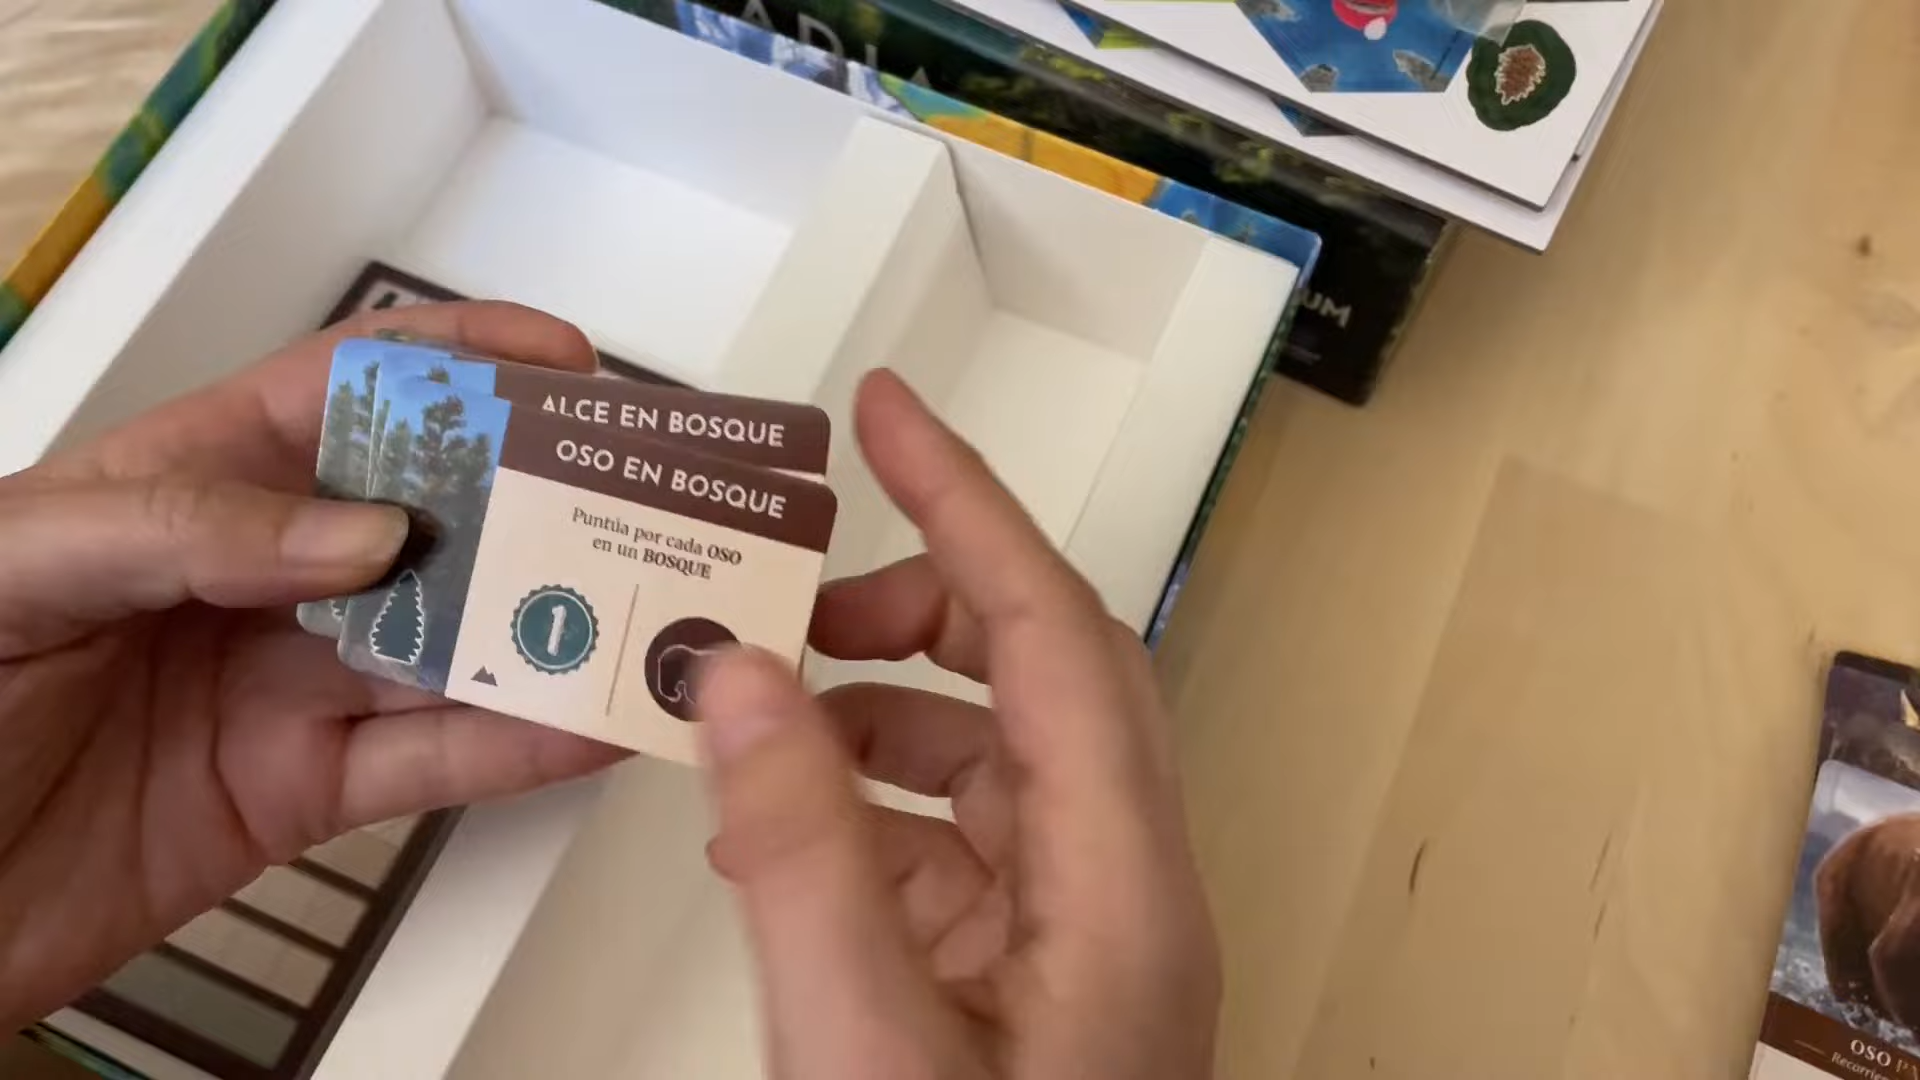 ALCE EN BOSQUE
OSO EN BOSQUE
Puntúa por cada OSO
en un BOSQUE
1
OSO